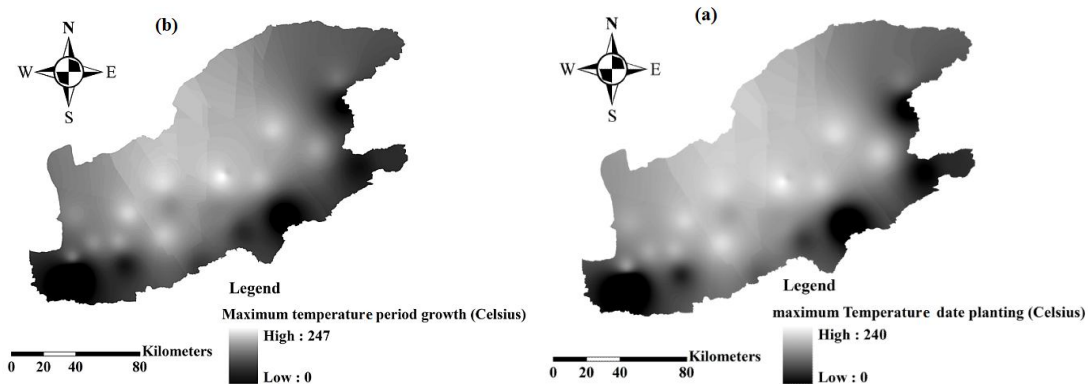 (b)
N
W E
S
Legend
Maximum temperature period growth (Celsius)
High : 247
Low : 0
Kilometers
0 20 40 80
(a)
N
W E
S
Legend
maximum Temperature date planting (Celsius)
High : 240
Low : 0
Kilometers
0 20 40 80